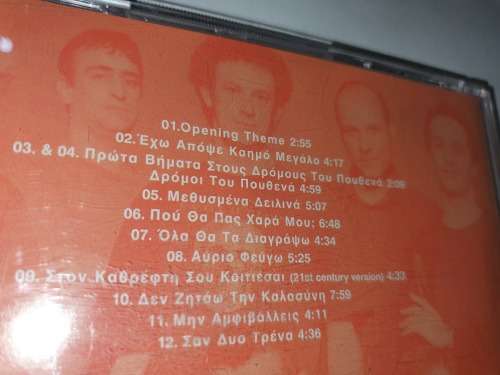 01.Opening Theme 2:55
02.Έχω Απόψε Καημό Μεγάλο 4:17
03. & 04. Πρώτα Βήματα Στους Δρόμους Του Πουθενά 2:09
Δρόμοι Του Πουθενά 4:59
05. Μεθυσμένα Δειλινά 5:07
06. Πού Θα Πας Χαρά Μου; 6:48
07. Όλα Θα Τα Διαγράψω 4:34
08. Αύριο Φεύγω 5:25
09. Στον Καθρέφτη Σου Κοιτιέσαι (21st century version) 4:33
10. Δεν Ζητάω Την Καλοσύνη 7:59
11. Μην Αμφιβάλλεις 4:11
12. Σαν Δυο Τρένα 4:36